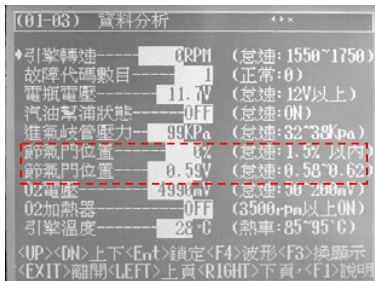 (01-03) 資料分析
引擎轉速------ 0RPM (怠速:1550~1750)
故障代碼數目---- 1 (正常:0)
電瓶電壓------ 11.7V (怠速:12V以上)
汽油幫浦狀態---- OFF (怠速:ON)
進氣岐管壓力---- 99KPa (怠速:32~38Kpa)
節氣門位置----- 0% (怠速:1.5% 以內)
節氣門位置----- 0.59V (怠速:0.58~0.62)
O2電壓------ 4990mV (怠速:50~200mV)
O2加熱器----- OFF (3500rpm以上ON)
引擎溫度------ 28°C (熱車:85~95°C)
<UP><DN>上下<Ent>鎖定<F4>波形<F3>換顯示
<EXIT>離開<LEFT>上頁<RIGHT>下頁,<F1>說明